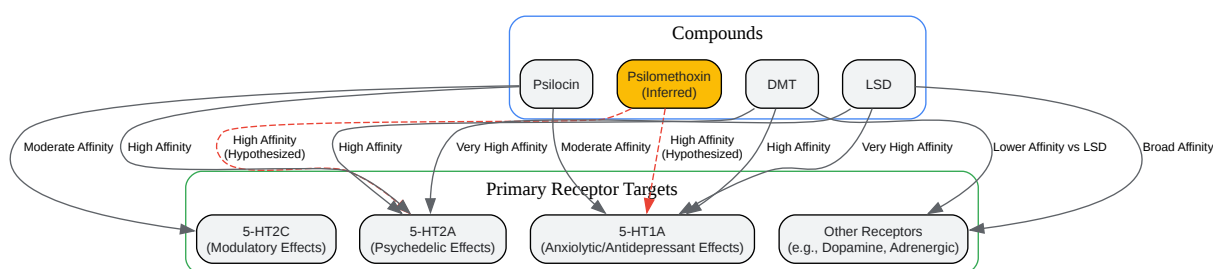 Compounds
Psilocin
Psilomethoxin
(Inferred)
DMT
LSD
Moderate Affinity
High Affinity
High Affinity
(Hypothesized)
High Affinity
Very High Affinity
Moderate Affinity
High Affinity
(Hypothesized)
High Affinity
Very High Affinity
Lower Affinity vs LSD
Broad Affinity
Primary Receptor Targets
5-HT2C
(Modulatory Effects)
5-HT2A
(Psychedelic Effects)
5-HT1A
(Anxiolytic/Antidepressant Effects)
Other Receptors
(e.g., Dopamine, Adrenergic)